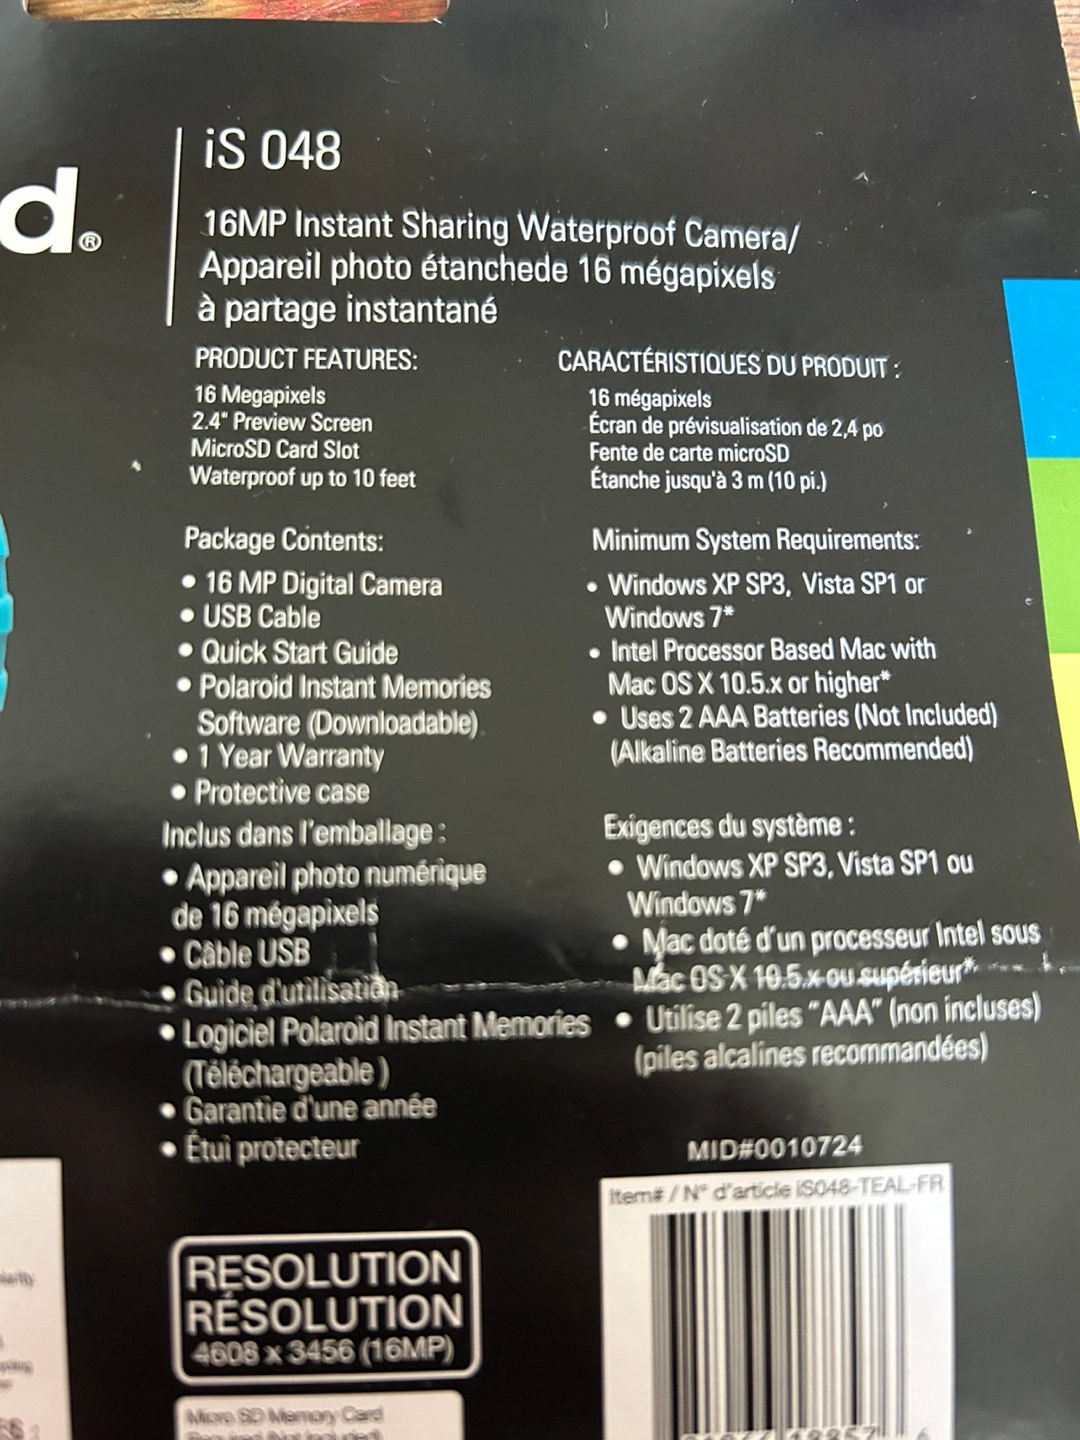 d®
iS 048
16MP Instant Sharing Waterproof Camera/
Appareil photo étanchede 16 mégapixels
à partage instantané
PRODUCT FEATURES:
16 Megapixels
2.4" Preview Screen
MicroSD Card Slot
Waterproof up to 10 feet
CARACTÉRISTIQUES DU PRODUIT :
16 mégapixels
Écran de prévisualisation de 2,4 po
Fente de carte microSD
Étanche jusqu'à 3 m (10 pi.)
Package Contents:
• 16 MP Digital Camera
• USB Cable
• Quick Start Guide
• Polaroid Instant Memories
Software (Downloadable)
• 1 Year Warranty
• Protective case
Minimum System Requirements:
• Windows XP SP3, Vista SP1 or
Windows 7*
• Intel Processor Based Mac with
Mac OS X 10.5.x or higher*
• Uses 2 AAA Batteries (Not Included)
(Alkaline Batteries Recommended)
Inclus dans l'emballage :
• Appareil photo numérique
de 16 mégapixels
• Câble USB
• Guide d'utilisation
• Logiciel Polaroid Instant Memories
(Téléchargeable )
• Garantie d'une année
• Étui protecteur
Exigences du système :
• Windows XP SP3, Vista SP1 ou
Windows 7*
• Mac doté d'un processeur Intel sous
Mac OS X 10.5.x ou supérieur*
• Utilise 2 piles "AAA" (non incluses)
(piles alcalines recommandées)
MID#0010724
Item# / N° d'article iS048-TEAL-FR
RESOLUTION
RÉSOLUTION
4608 x 3456 (16MP)
Micro SD Memory Card
Required (Not Included)